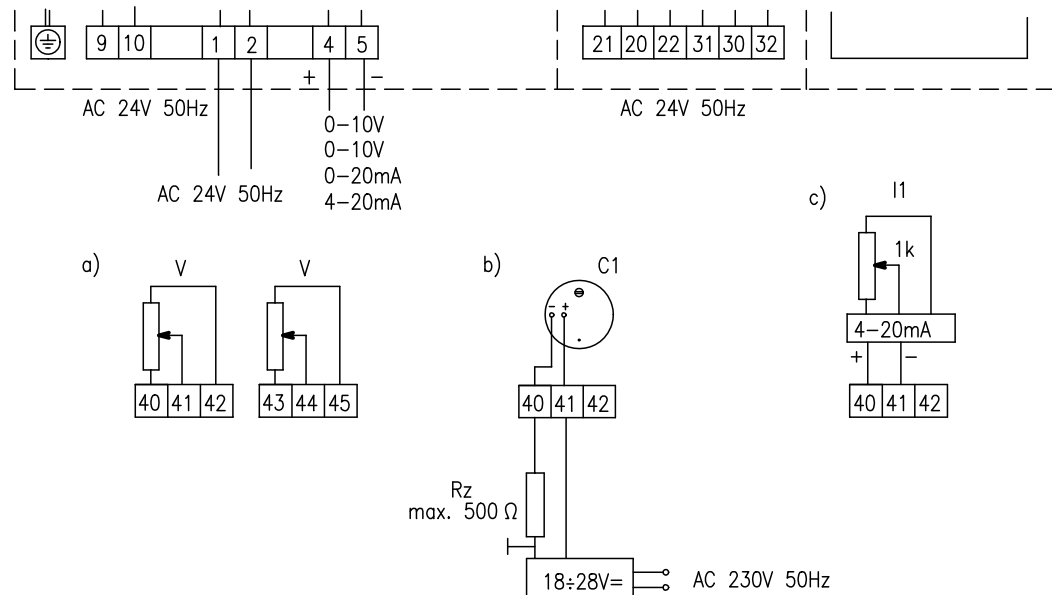 9 10 1 2 4 5
21 20 22 31 30 32
+ −
AC 24V 50Hz
AC 24V 50Hz
0–10V
0–10V
0–20mA
4–20mA
AC 24V 50Hz
a) V V
40 41 42
43 44 45
b) C1
− +
40 41 42
Rz
max. 500 Ω
18÷28V=
AC 230V 50Hz
c) I1
1k
4–20mA
+ −
40 41 42